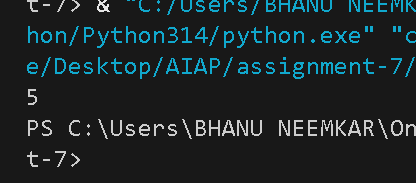 t-7> & "C:/Users/BHANU NEEMK
hon/Python314/python.exe" "c
e/Desktop/AIAP/assignment-7/
5
PS C:\Users\BHANU NEEMKAR\On
t-7>